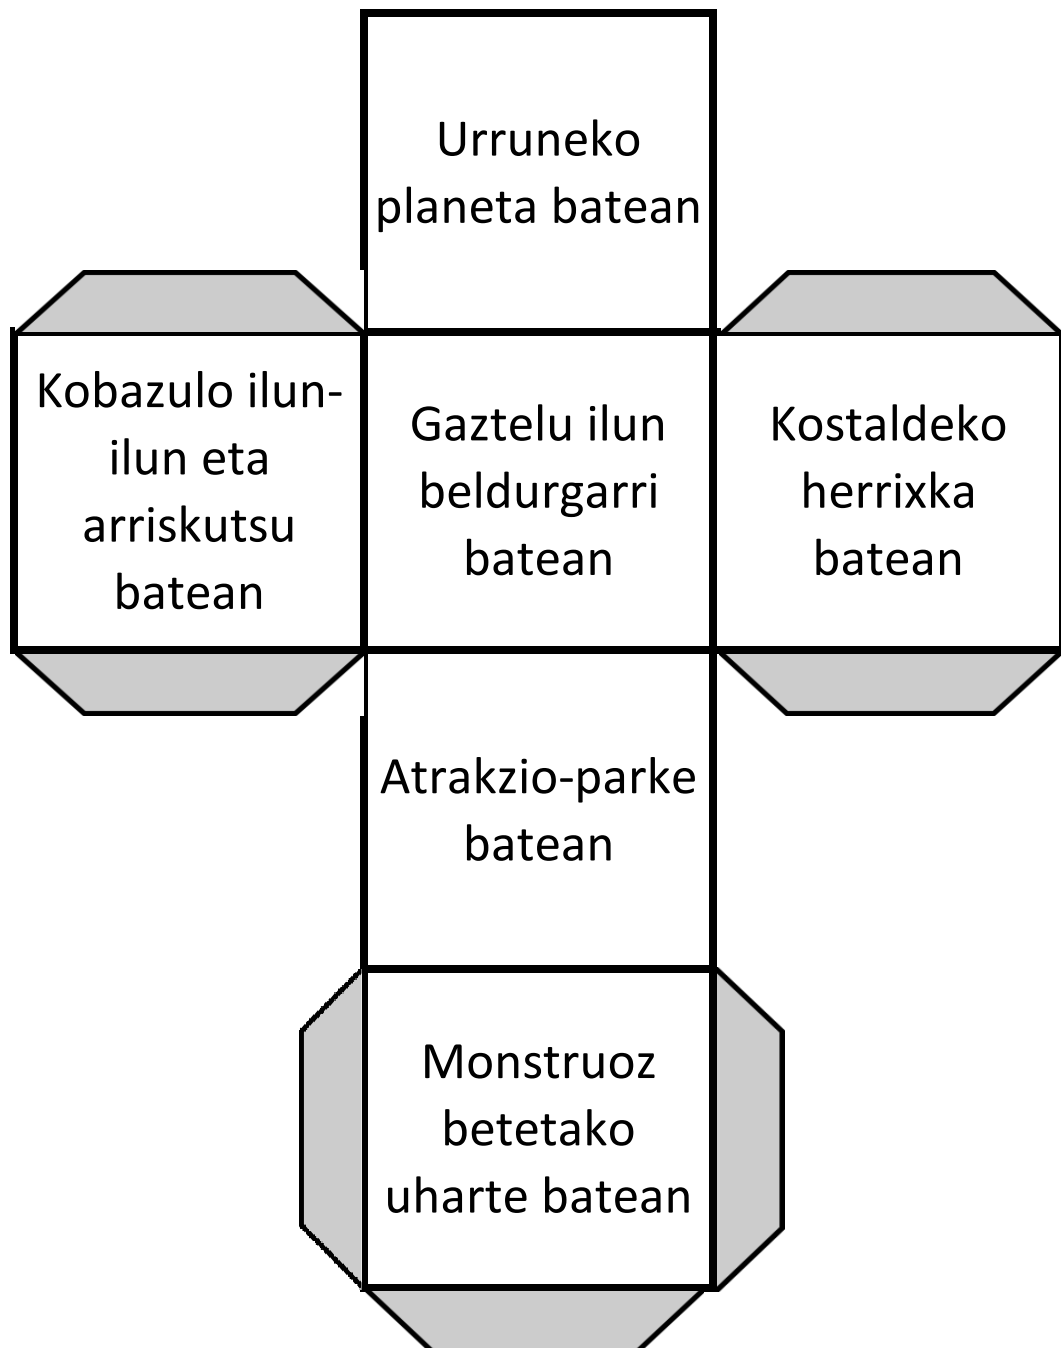 Urruneko
planeta batean
Kobazulo ilun-
ilun eta
arriskutsu
batean
Gaztelu ilun
beldurgarri
batean
Kostaldeko
herrixka
batean
Atrakzio-parke
batean
Monstruoz
betetako
uharte batean